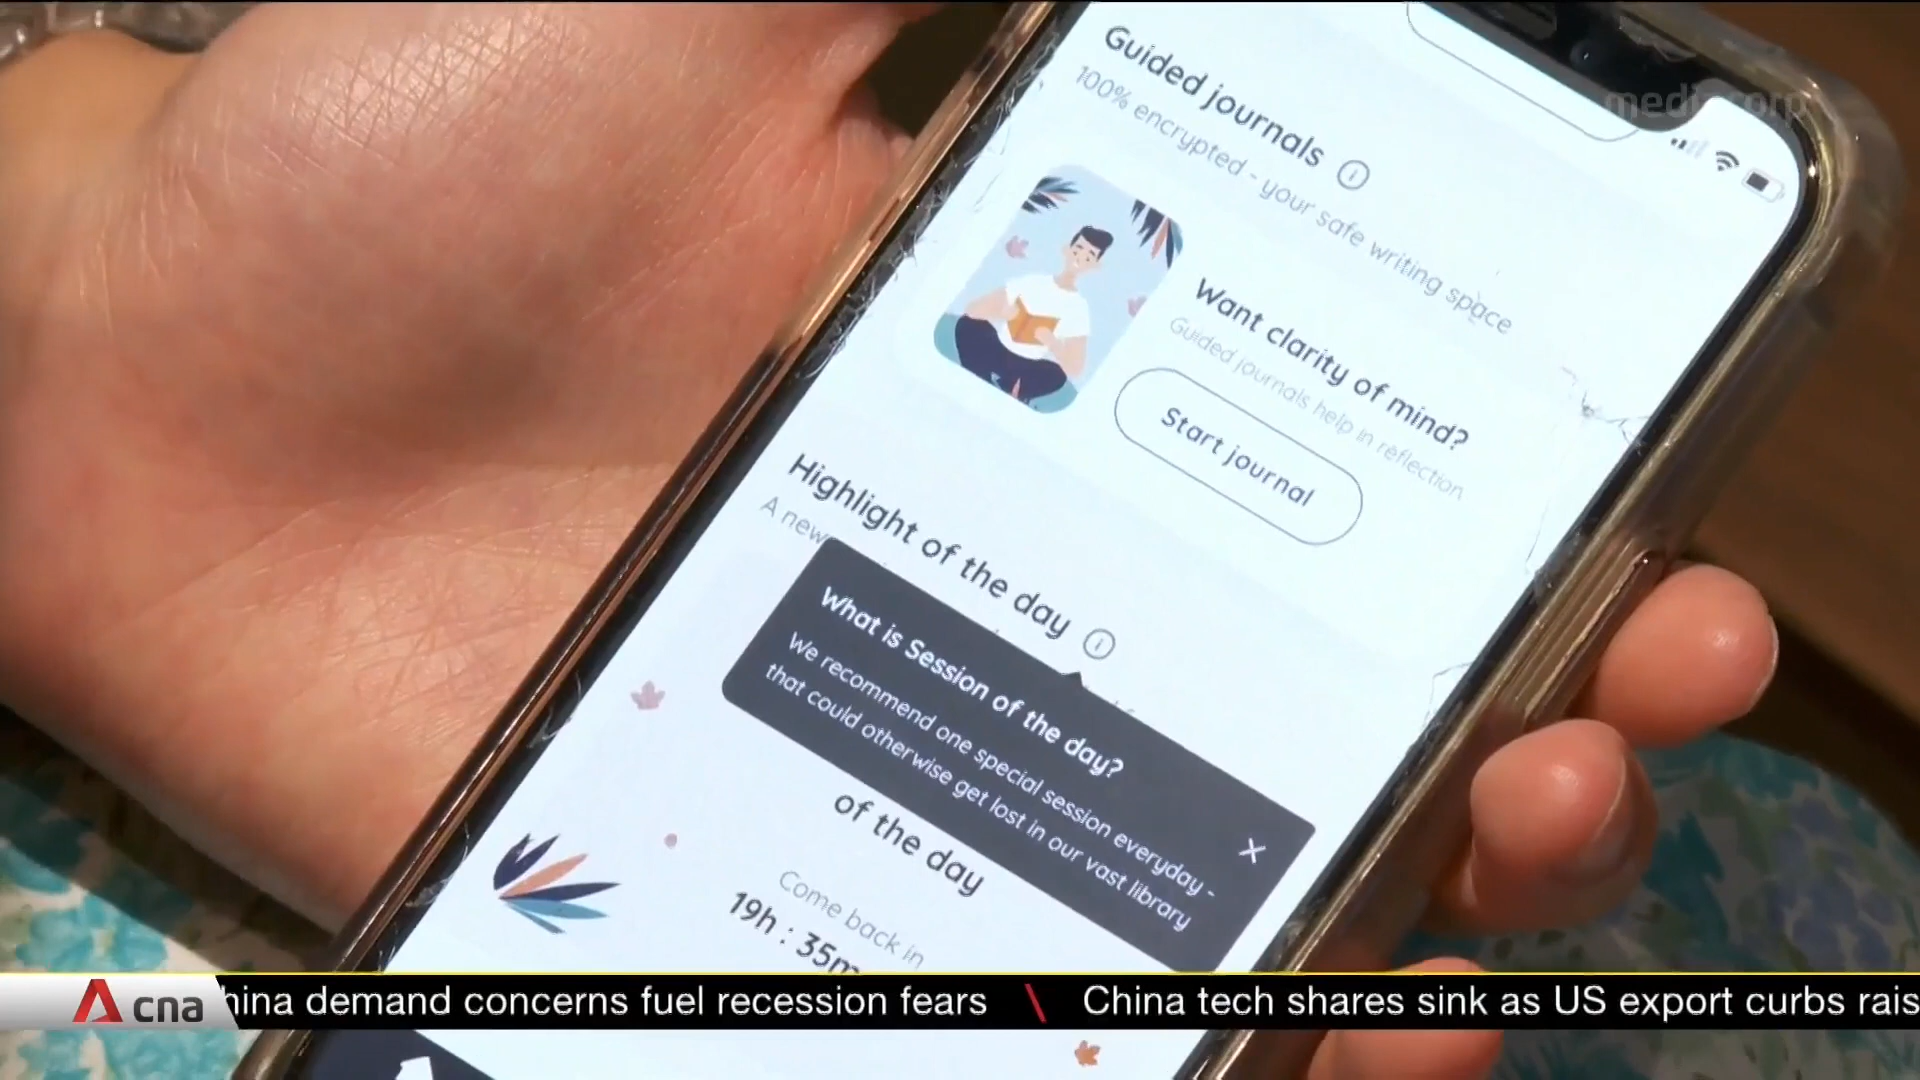 mediacorp
Guided journals
100% encrypted - your safe writing space
Want clarity of mind?
Guided journals help in reflection
Start journal
Highlight of the day
A new
What is Session of the day?
We recommend one special session everyday -
that could otherwise get lost in our vast library
of the day
Come back in
19h : 35m
cna
hina demand concerns fuel recession fears \ China tech shares sink as US export curbs rais